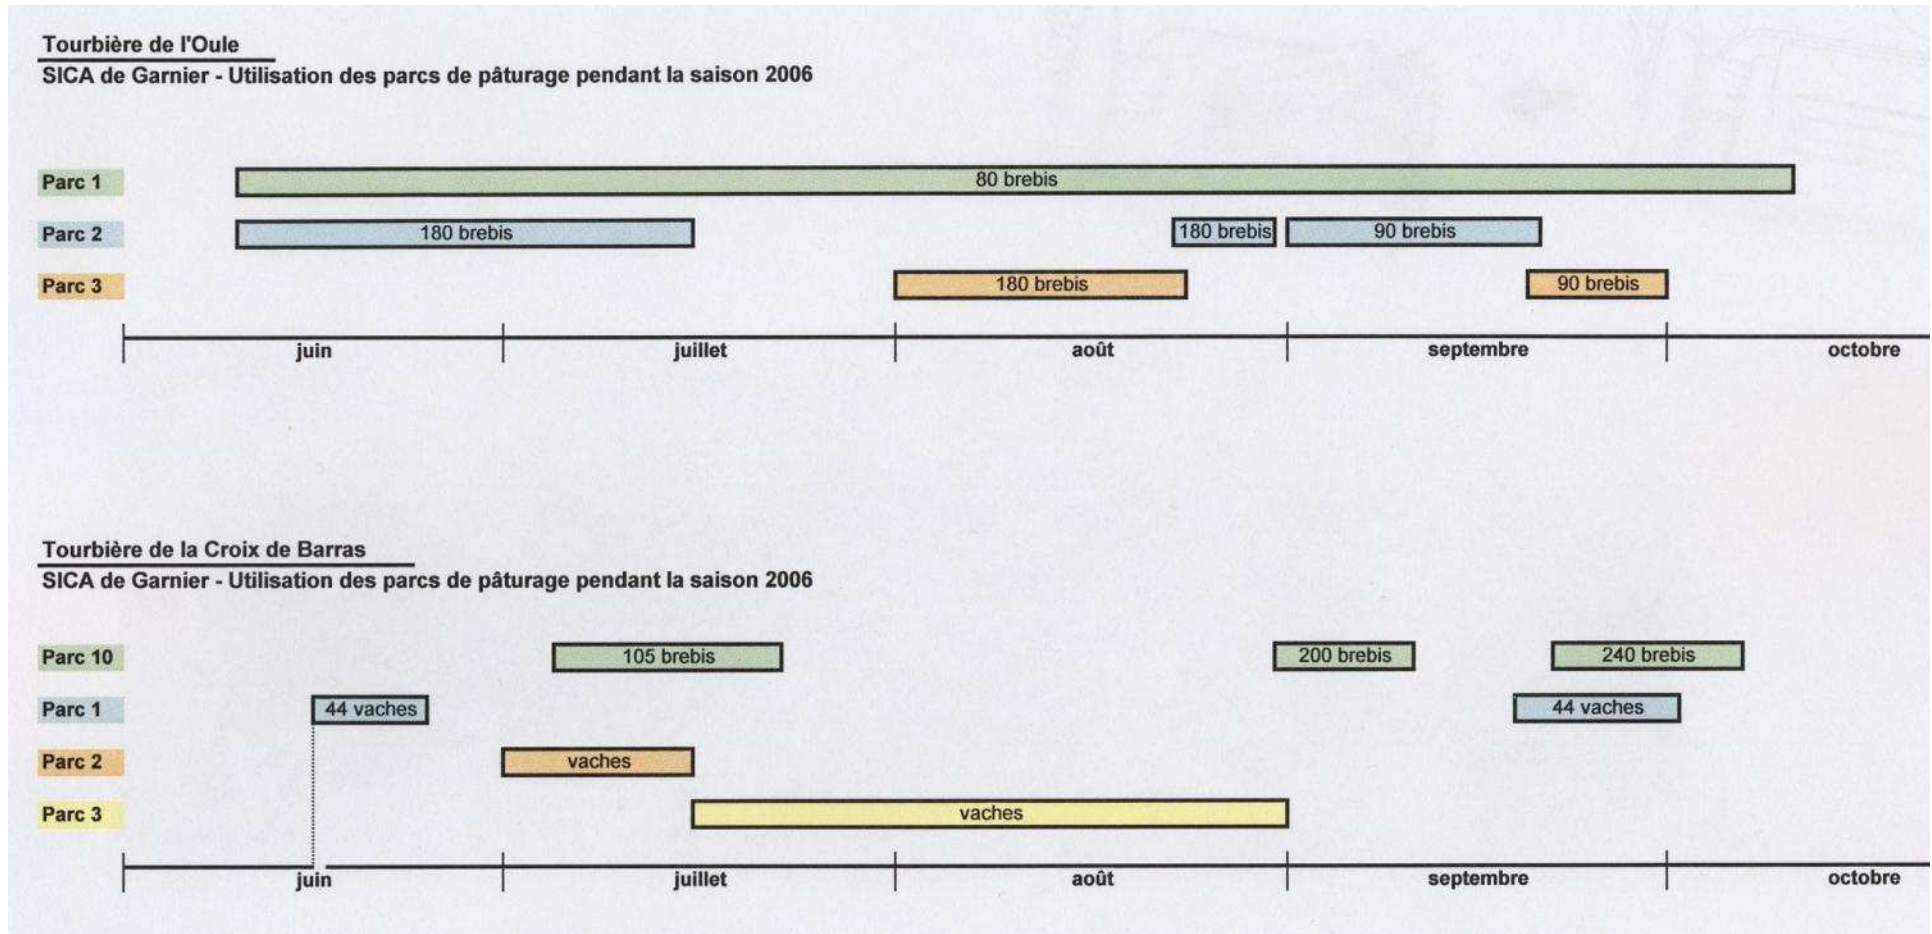 Tourbière de l'Oule
SICA de Garnier - Utilisation des parcs de pâturage pendant la saison 2006
Parc 1 80 brebis
Parc 2 180 brebis 180 brebis 90 brebis
Parc 3 180 brebis 90 brebis
juin juillet août septembre octobre
Tourbière de la Croix de Barras
SICA de Garnier - Utilisation des parcs de pâturage pendant la saison 2006
Parc 10 105 brebis 200 brebis 240 brebis
Parc 1 44 vaches 44 vaches
Parc 2 vaches
Parc 3 vaches
juin juillet août septembre octobre